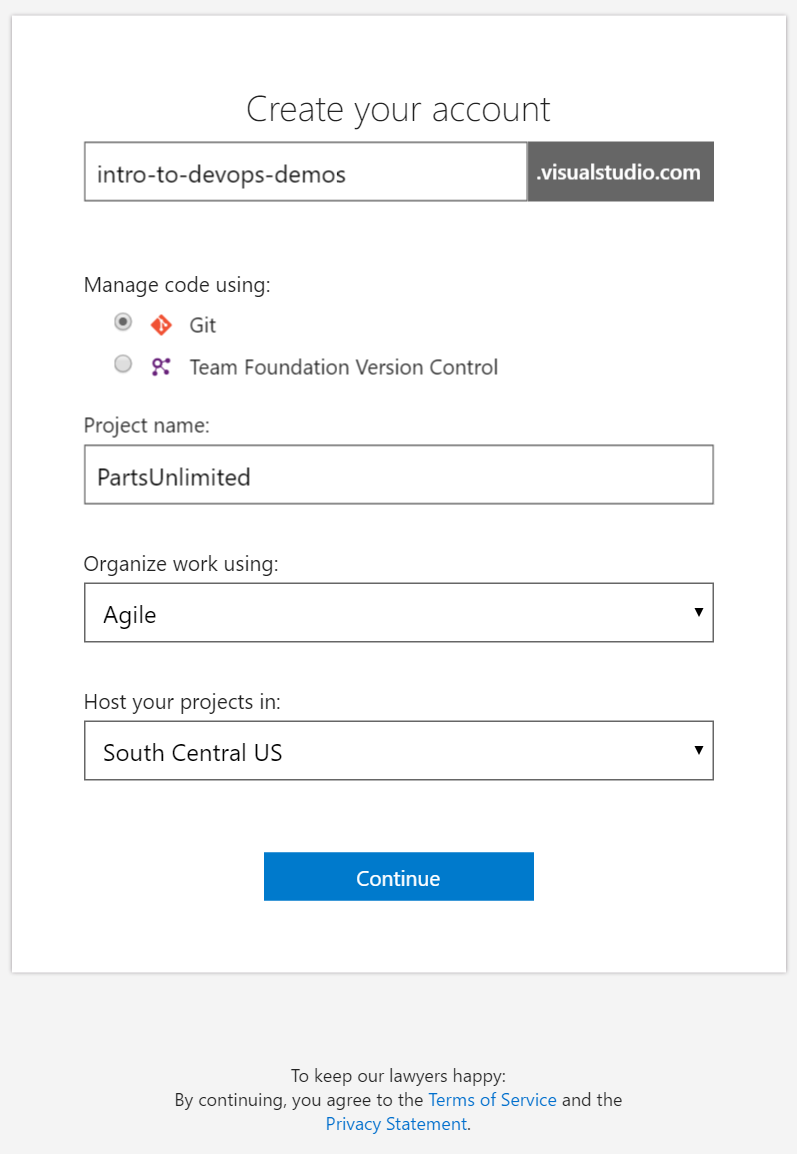 Create your account
intro-to-devops-demos .visualstudio.com
Manage code using:
Git
Team Foundation Version Control
Project name:
PartsUnlimited
Organize work using:
Agile
Host your projects in:
South Central US
Continue
To keep our lawyers happy:
By continuing, you agree to the Terms of Service and the
Privacy Statement.